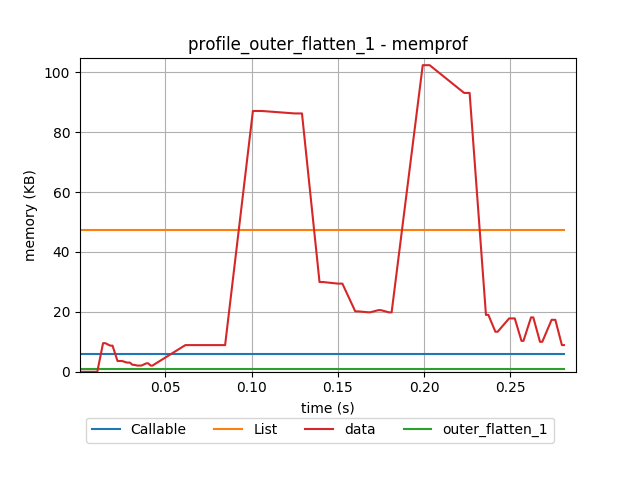 profile_outer_flatten_1 - memprof
memory (KB)
100
80
60
40
20
0
0.05 0.10 0.15 0.20 0.25
time (s)
Callable List data outer_flatten_1